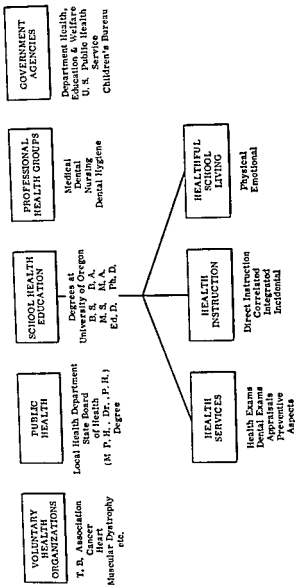 VOLUNTARY
HEALTH
ORGANIZATIONS
T. B. Association
Cancer
Heart
Muscular Dystrophy
etc.
PUBLIC
HEALTH
Local Health Department
State Board
of Health
(M P. H., Dr., P. H.)
Degree
SCHOOL HEALTH
EDUCATION
Degrees at
University of Oregon
B. S. B. A.
M. S. M. A.
Ed. D. Ph. D.
PROFESSIONAL
HEALTH GROUPS
Medical
Dental
Nursing
Dental Hygiene
GOVERNMENT
AGENCIES
Department Health,
Education & Welfare
U. S. Public Health
Service
Children's Bureau
HEALTH
SERVICES
Health Exams
Dental Exams
Appraisals
Preventive
Aspects
HEALTH
INSTRUCTION
Direct Instruction
Correlated
Integrated
Incidental
HEALTHFUL
SCHOOL
LIVING
Physical
Emotional